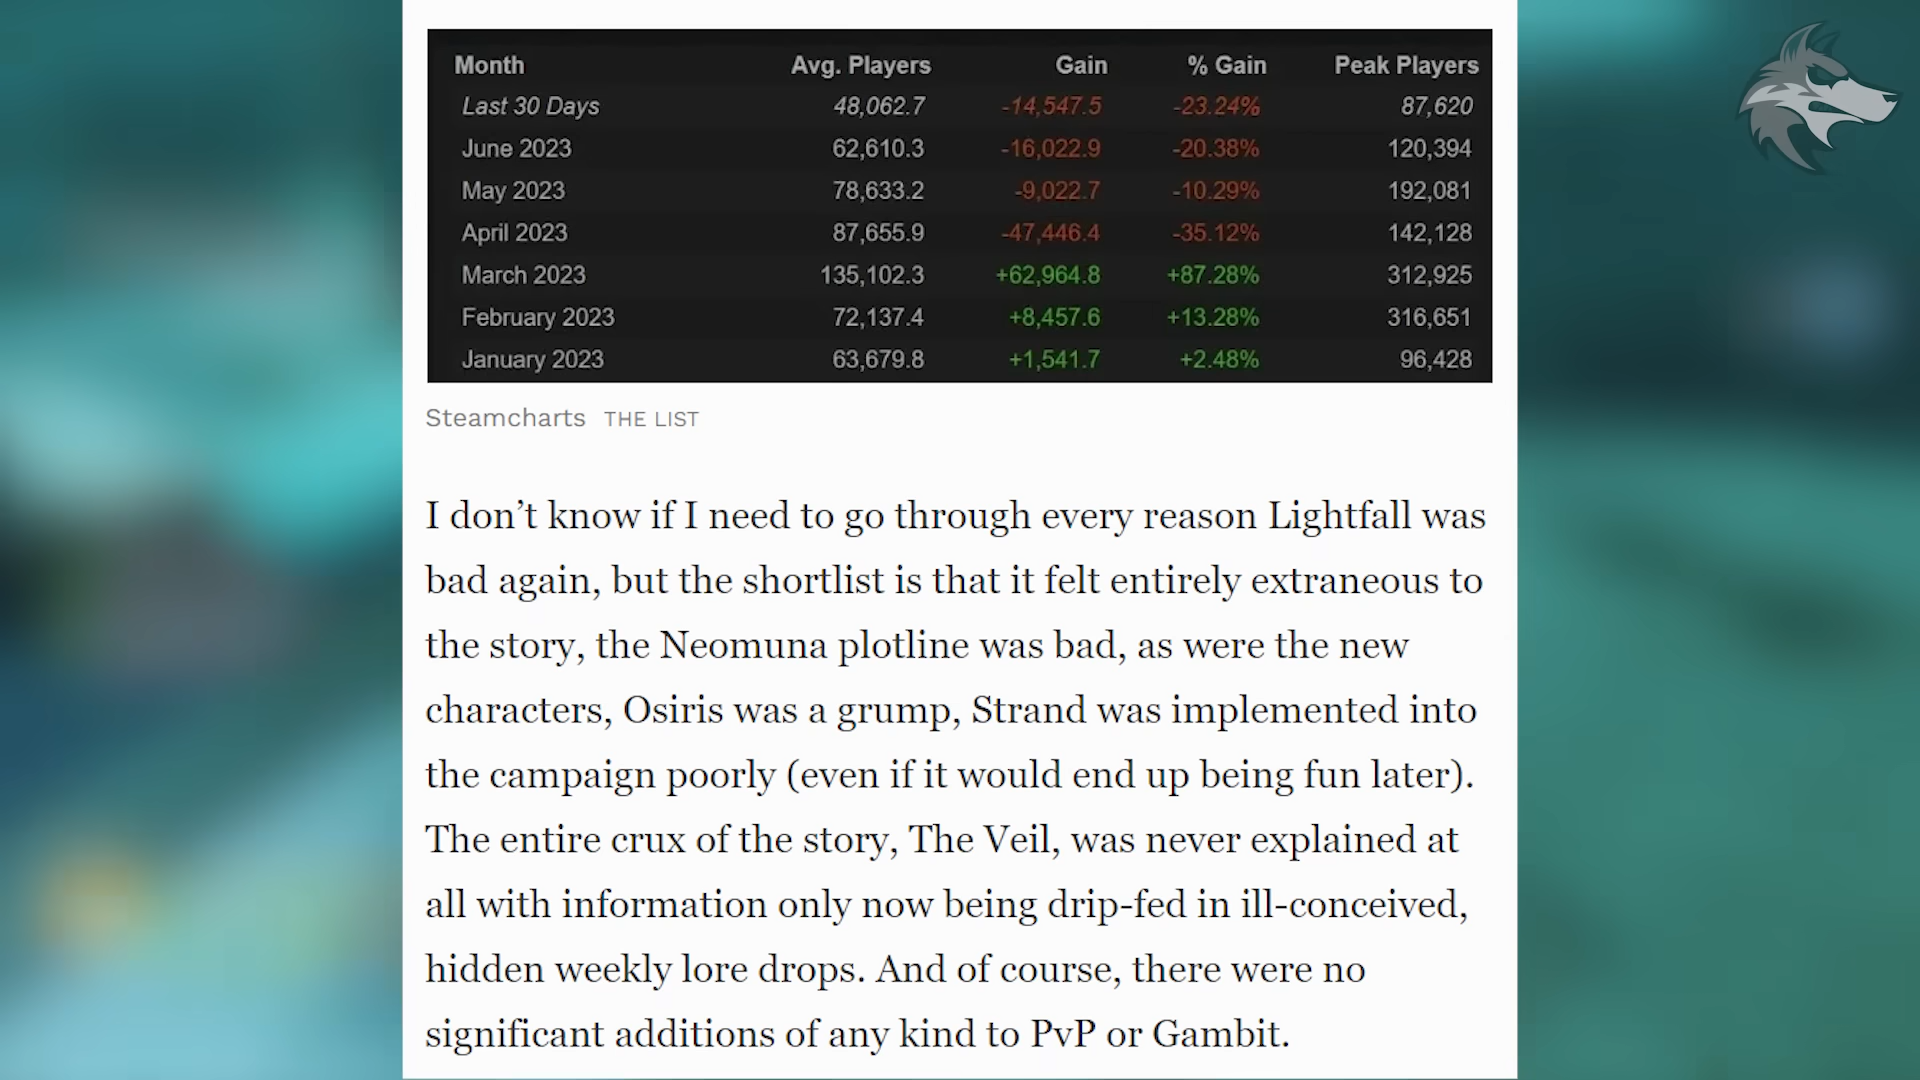 Month Avg. Players Gain % Gain Peak Players
Last 30 Days 48,062.7 -14,547.5 -23.24% 87,620
June 2023 62,610.3 -16,022.9 -20.38% 120,394
May 2023 78,633.2 -9,022.7 -10.29% 192,081
April 2023 87,655.9 -47,446.4 -35.12% 142,128
March 2023 135,102.3 +62,964.8 +87.28% 312,925
February 2023 72,137.4 +8,457.6 +13.28% 316,651
January 2023 63,679.8 +1,541.7 +2.48% 96,428
Steamcharts THE LIST
I don’t know if I need to go through every reason Lightfall was
bad again, but the shortlist is that it felt entirely extraneous to
the story, the Neomuna plotline was bad, as were the new
characters, Osiris was a grump, Strand was implemented into
the campaign poorly (even if it would end up being fun later).
The entire crux of the story, The Veil, was never explained at
all with information only now being drip-fed in ill-conceived,
hidden weekly lore drops. And of course, there were no
significant additions of any kind to PvP or Gambit.